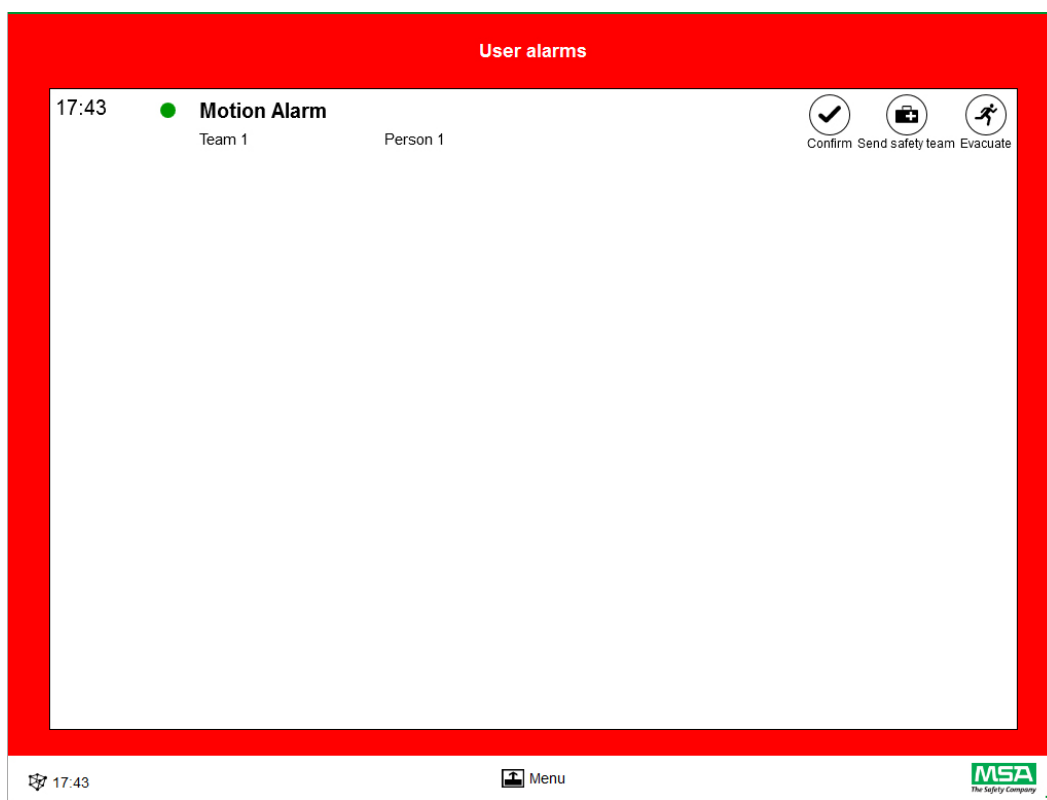 User alarms
17:43 Motion Alarm
Team 1 Person 1
Confirm Send safety team Evacuate
17:43 Menu
MSA
The Safety Company